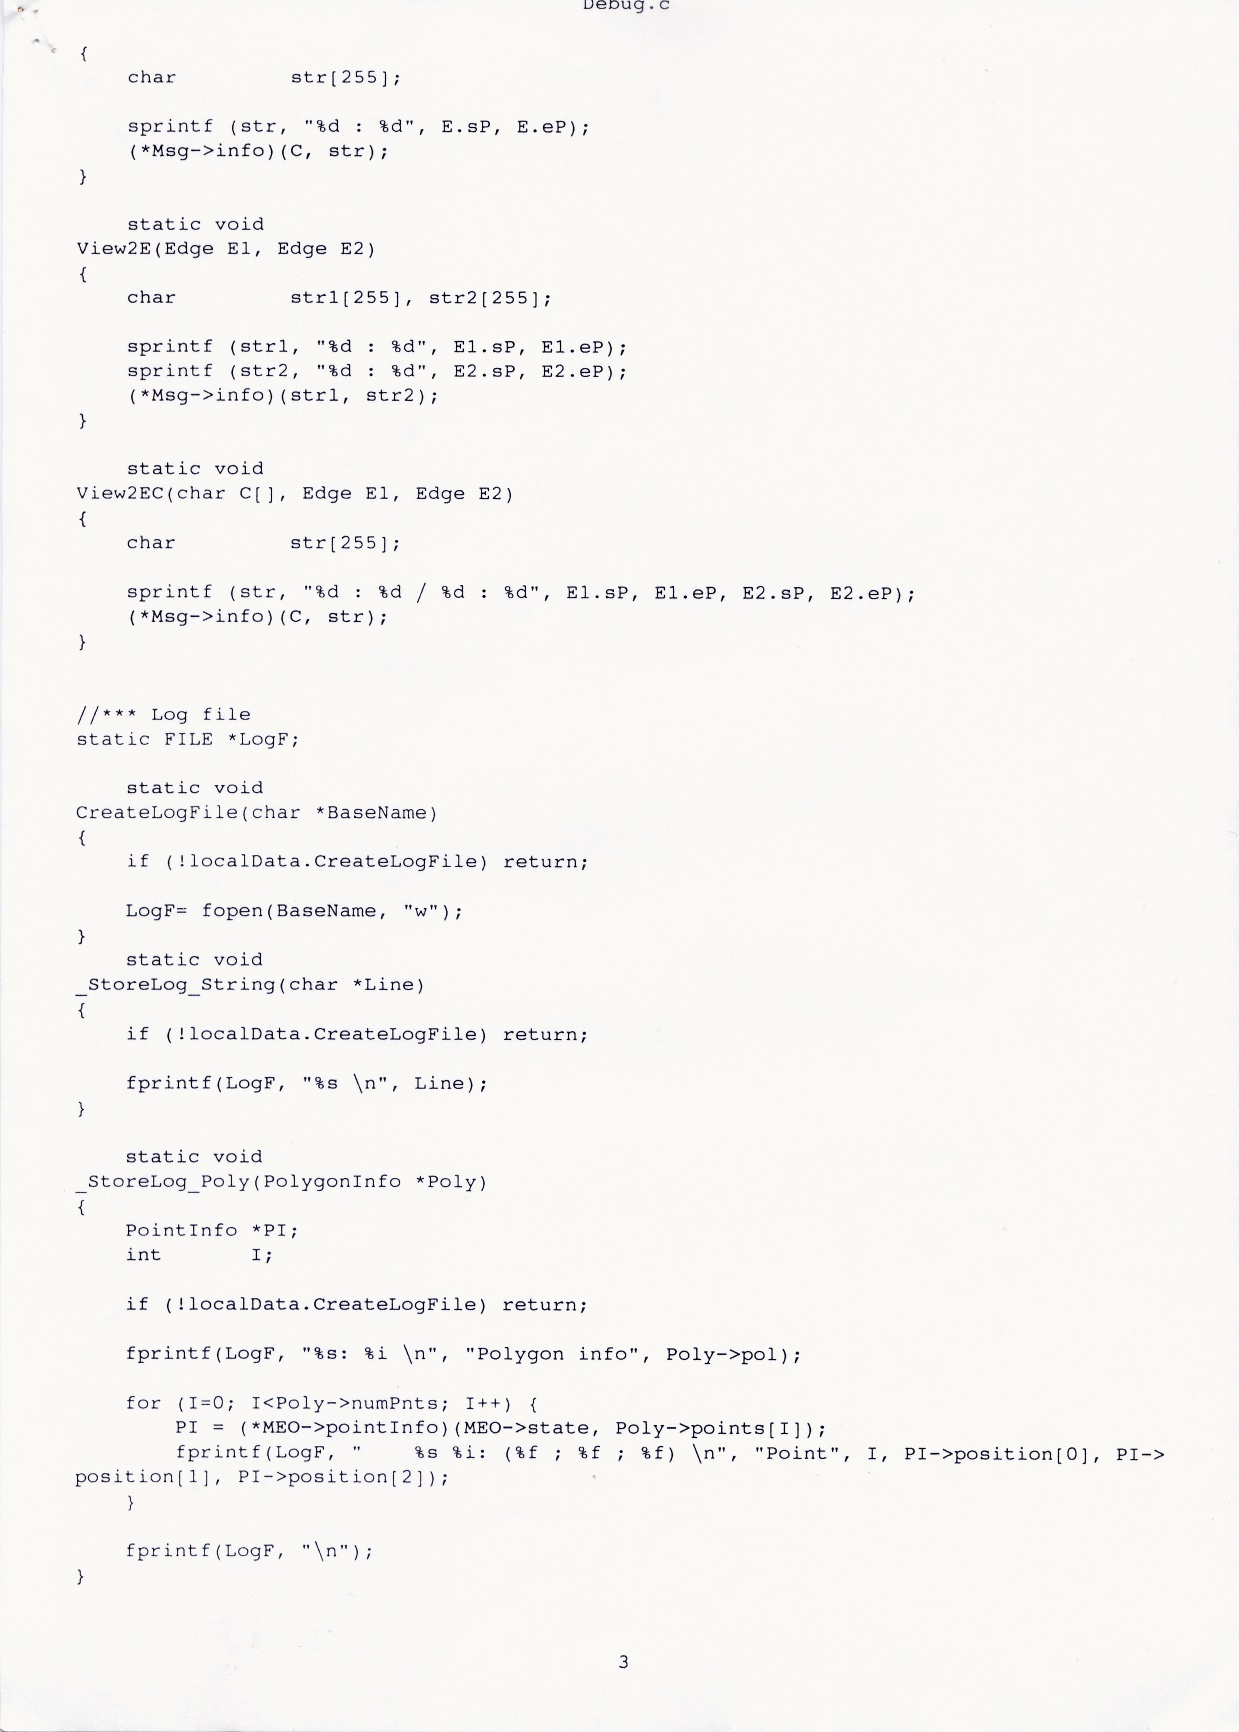 Debug.c
{
    char         str[255];

    sprintf (str, "%d : %d", E.sP, E.eP);
    (*Msg->info)(C, str);
}

    static void
View2E(Edge E1, Edge E2)
{
    char         str1[255], str2[255];

    sprintf (str1, "%d : %d", E1.sP, E1.eP);
    sprintf (str2, "%d : %d", E2.sP, E2.eP);
    (*Msg->info)(str1, str2);
}

    static void
View2EC(char C[], Edge E1, Edge E2)
{
    char         str[255];

    sprintf (str, "%d : %d / %d : %d", E1.sP, E1.eP, E2.sP, E2.eP);
    (*Msg->info)(C, str);
}


//*** Log file
static FILE *LogF;

    static void
CreateLogFile(char *BaseName)
{
    if (!localData.CreateLogFile) return;

    LogF= fopen(BaseName, "w");
}
    static void
_StoreLog_String(char *Line)
{
    if (!localData.CreateLogFile) return;

    fprintf(LogF, "%s \n", Line);
}

    static void
_StoreLog_Poly(PolygonInfo *Poly)
{
    PointInfo *PI;
    int       I;

    if (!localData.CreateLogFile) return;

    fprintf(LogF, "%s: %i \n", "Polygon info", Poly->pol);

    for (I=0; I<Poly->numPnts; I++) {
        PI = (*MEO->pointInfo)(MEO->state, Poly->points[I]);
        fprintf(LogF, "    %s %i: (%f ; %f ; %f) \n", "Point", I, PI->position[0], PI->
position[1], PI->position[2]);
    }

    fprintf(LogF, "\n");
}
3